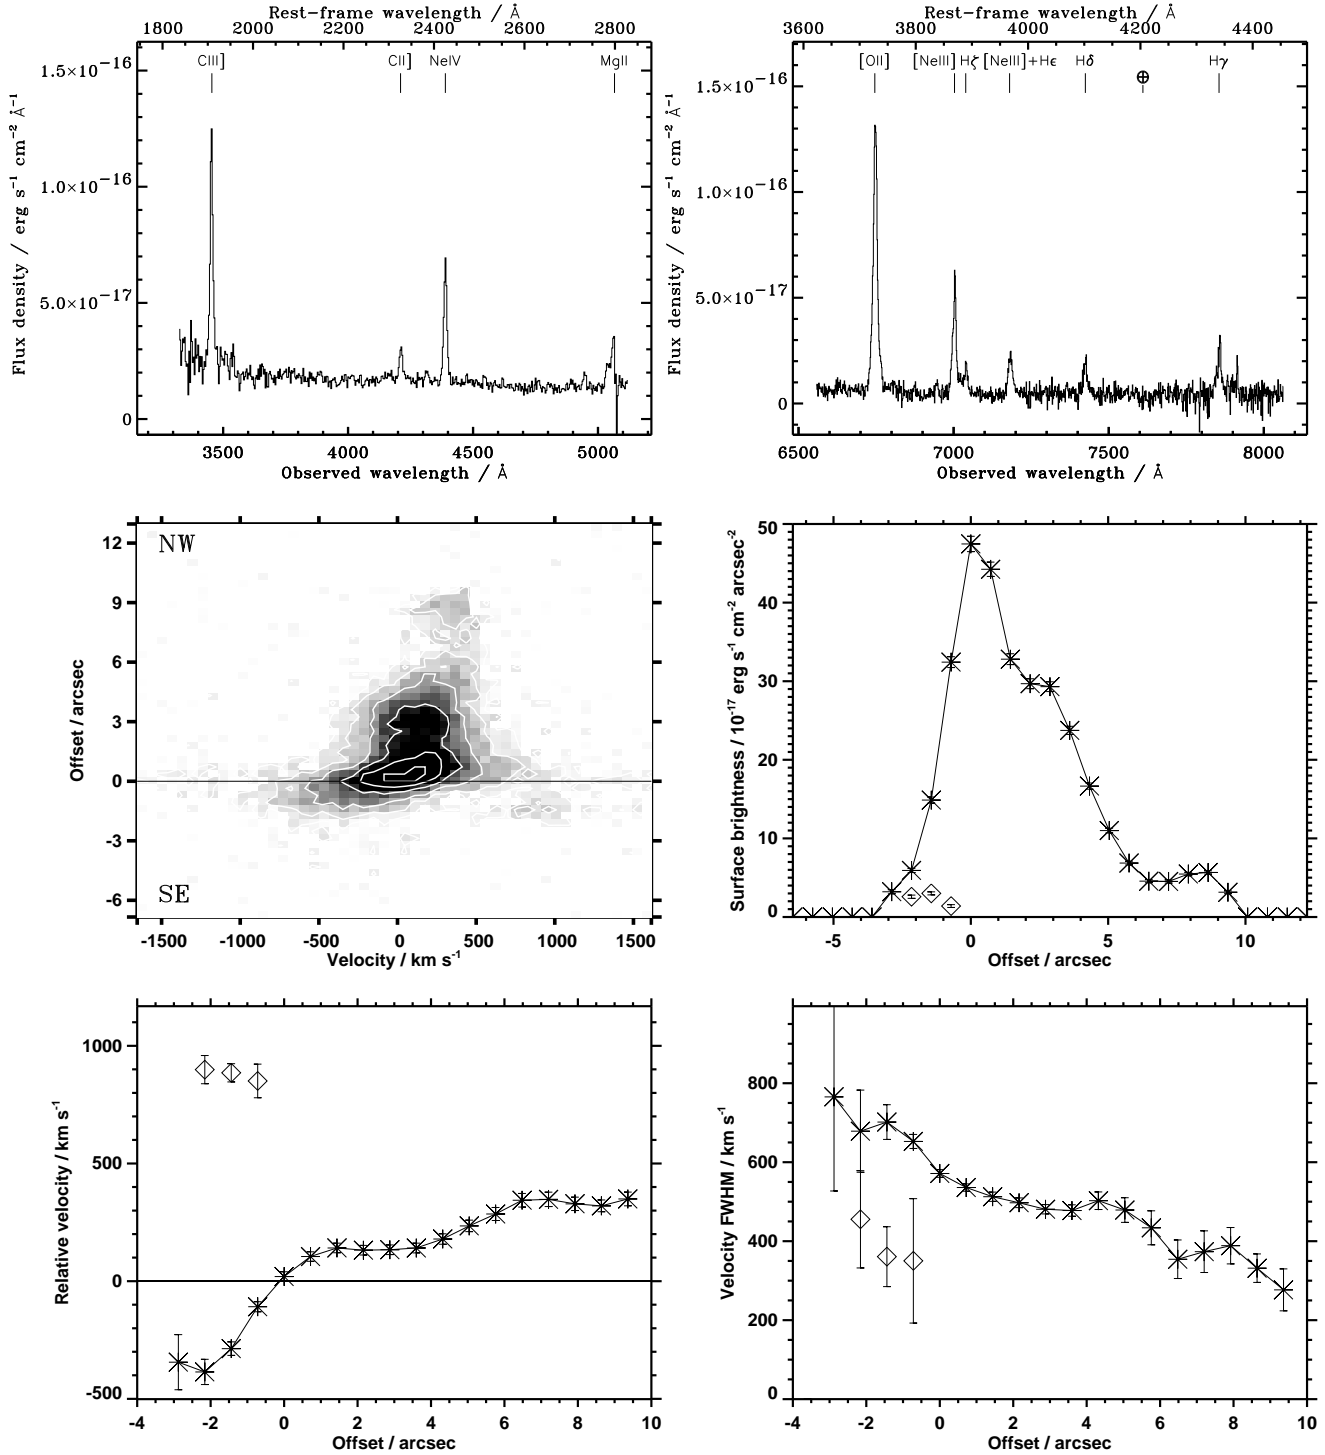 Rest-frame wavelength / Å
1800 2000 2200 2400 2600 2800
CIII] CII] NeIV MgII
1.5×10⁻¹⁶
1.0×10⁻¹⁶
5.0×10⁻¹⁷
0
Flux density / erg s⁻¹ cm⁻² Å⁻¹
3500 4000 4500 5000
Observed wavelength / Å
Rest-frame wavelength / Å
3600 3800 4000 4200 4400
[OII] [NeIII] Hζ [NeIII]+Hε Hδ ⊕ Hγ
1.5×10⁻¹⁶
1.0×10⁻¹⁶
5.0×10⁻¹⁷
0
Flux density / erg s⁻¹ cm⁻² Å⁻¹
6500 7000 7500 8000
Observed wavelength / Å
NW
SE
12
9
6
3
0
-3
-6
Offset / arcsec
-1500 -1000 -500 0 500 1000 1500
Velocity / km s⁻¹
50
40
30
20
10
0
Surface brightness / 10⁻¹⁷ erg s⁻¹ cm⁻² arcsec⁻²
-5 0 5 10
Offset / arcsec
1000
500
0
-500
Relative velocity / km s⁻¹
-4 -2 0 2 4 6 8 10
Offset / arcsec
800
600
400
200
0
Velocity FWHM / km s⁻¹
-4 -2 0 2 4 6 8 10
Offset / arcsec